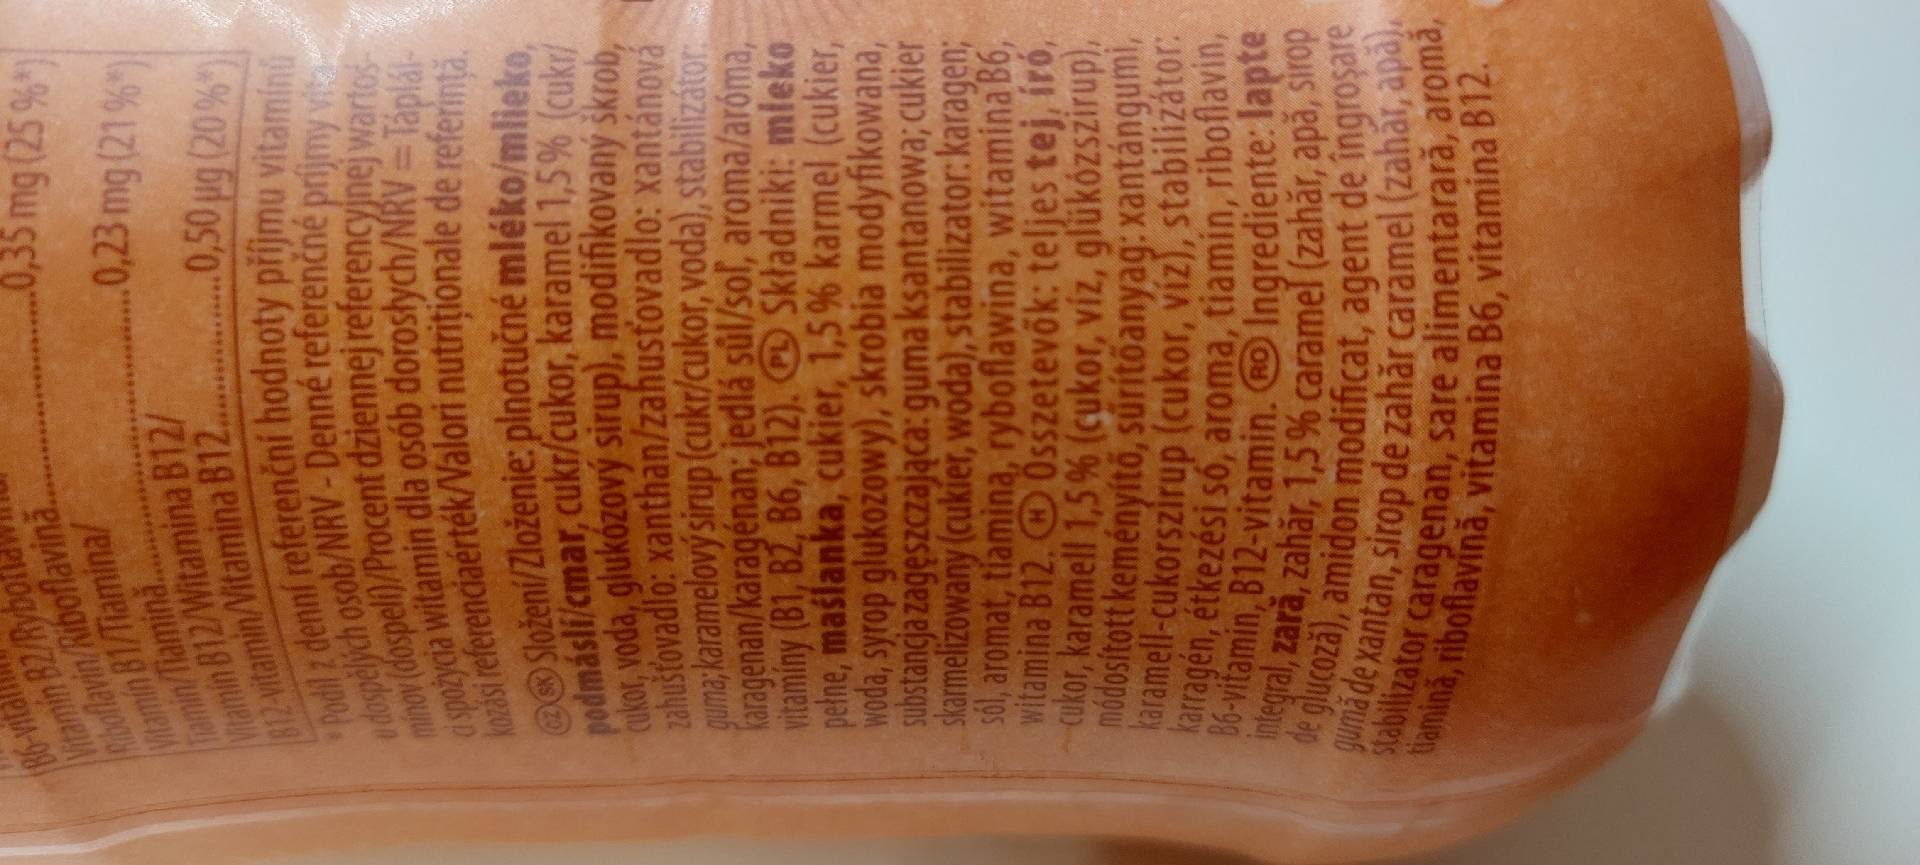 B6-vitamin
Vitamin B2/Ryboflawina/
Vitamín/Riboflavină..............0,35 mg (25 %*)
Riboflavin/
Vitamin B1/Tiamina/
Tiamin/Tiamină..............0,23 mg (21 %*)
Vitamin B12/Witamina B12/
B12 vitamin/Vitamina B12..............0,50 µg (20 %*)
* Podíl z denní referenční hodnoty příjmu vitamínů
u dospělých osob/NRV - Denné referenčné príjmy vita-
mínov (dospelí)/Procent dziennej referencyjnej wartoś-
ci spożycia witamin dla osób dorosłych/NRV = Táplál-
kozási referenciaérték/Valori nutriționale de referință.
CZ SK Složení/Zloženie: plnotučné mléko/mlieko,
podmáslí/cmar, cukr/cukor, karamel 1,5 % (cukr/
cukor, voda, glukózový sirup), modifikovaný škrob,
zahušťovadlo: xanthan/zahusťovadlo: xantánová
guma; karamelový sirup (cukr/cukor, voda), stabilizátor:
karagenan/karagénan; jedlá sůl/soľ, aroma/aróma,
vitamíny (B1, B2, B6, B12). PL Składniki: mleko
pełne, maślanka, cukier, 1,5 % karmel (cukier,
woda, syrop glukozowy), skrobia modyfikowana,
substancja zagęszczająca: guma ksantanowa; cukier
skarmelizowany (cukier, woda), stabilizator: karagen;
sól, aromat, tiamina, ryboflawina, witamina B6,
witamina B12. H Összetevők: teljes tej, író,
cukor, karamell 1,5 % (cukor, víz, glükózszirup),
módosított keményítő, sűrítőanyag: xantángumi,
karamell-cukorszirup (cukor, víz), stabilizátor:
karragén, étkezési só, aroma, tiamin, riboflavin,
B6-vitamin, B12-vitamin. RO Ingrediente: lapte
integral, zară, zahăr, 1,5 % caramel (zahăr, apă, sirop
de glucoză), amidon modificat, agent de îngroșare
gumă de xantan, sirop de zahăr caramel (zahăr, apă),
stabilizator caragenan, sare alimentarară, aromă,
tiamină, riboflavină, vitamina B6, vitamina B12.